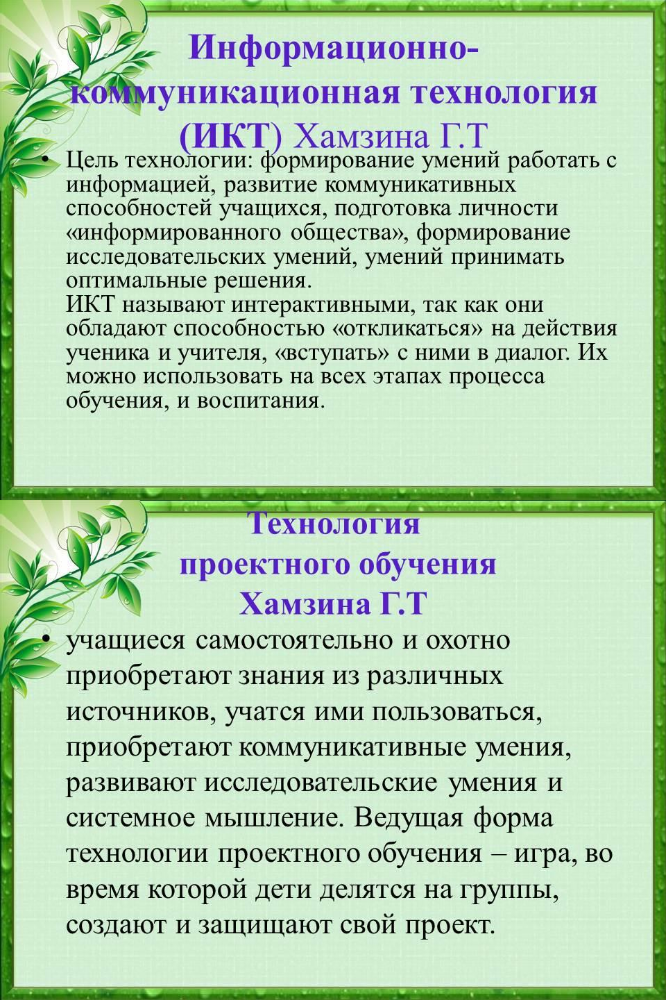 Информационно-
коммуникационная технология
(ИКТ) Хамзина Г.Т
• Цель технологии: формирование умений работать с
информацией, развитие коммуникативных
способностей учащихся, подготовка личности
«информированного общества», формирование
исследовательских умений, умений принимать
оптимальные решения.
ИКТ называют интерактивными, так как они
обладают способностью «откликаться» на действия
ученика и учителя, «вступать» с ними в диалог. Их
можно использовать на всех этапах процесса
обучения, и воспитания.
Технология
проектного обучения
Хамзина Г.Т
• учащиеся самостоятельно и охотно
приобретают знания из различных
источников, учатся ими пользоваться,
приобретают коммуникативные умения,
развивают исследовательские умения и
системное мышление. Ведущая форма
технологии проектного обучения – игра, во
время которой дети делятся на группы,
создают и защищают свой проект.